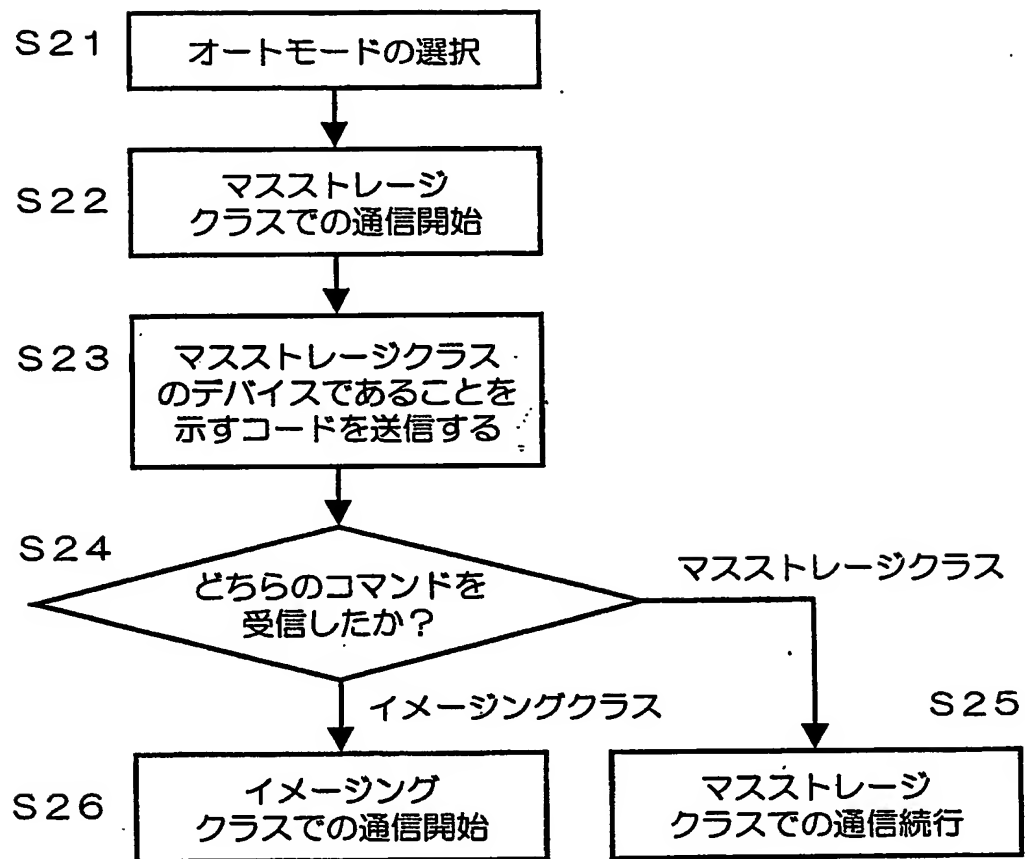 S21
オートモードの選択
S22
マスストレージ
クラスでの通信開始
S23
マスストレージクラス
のデバイスであることを
示すコードを送信する
S24
どちらのコマンドを
受信したか？
マスストレージクラス
イメージングクラス
S25
マスストレージ
クラスでの通信続行
S26
イメージング
クラスでの通信開始